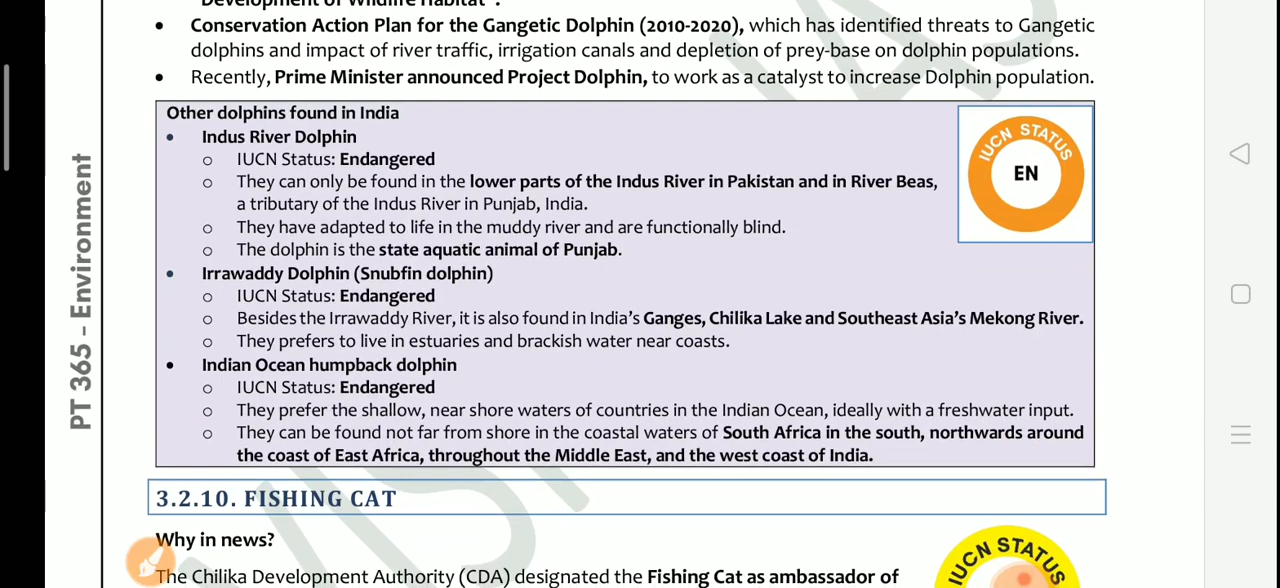 Development of Wildlife Habitat".
• Conservation Action Plan for the Gangetic Dolphin (2010-2020), which has identified threats to Gangetic
dolphins and impact of river traffic, irrigation canals and depletion of prey-base on dolphin populations.
• Recently, Prime Minister announced Project Dolphin, to work as a catalyst to increase Dolphin population.
Other dolphins found in India
• Indus River Dolphin
o IUCN Status: Endangered
o They can only be found in the lower parts of the Indus River in Pakistan and in River Beas,
a tributary of the Indus River in Punjab, India.
o They have adapted to life in the muddy river and are functionally blind.
o The dolphin is the state aquatic animal of Punjab.
IUCN STATUS
EN
• Irrawaddy Dolphin (Snubfin dolphin)
o IUCN Status: Endangered
o Besides the Irrawaddy River, it is also found in India's Ganges, Chilika Lake and Southeast Asia's Mekong River.
o They prefers to live in estuaries and brackish water near coasts.
• Indian Ocean humpback dolphin
o IUCN Status: Endangered
o They prefer the shallow, near shore waters of countries in the Indian Ocean, ideally with a freshwater input.
o They can be found not far from shore in the coastal waters of South Africa in the south, northwards around
the coast of East Africa, throughout the Middle East, and the west coast of India.
3.2.10. FISHING CAT
Why in news?
The Chilika Development Authority (CDA) designated the Fishing Cat as ambassador of
IUCN STATUS
PT 365 - Environment